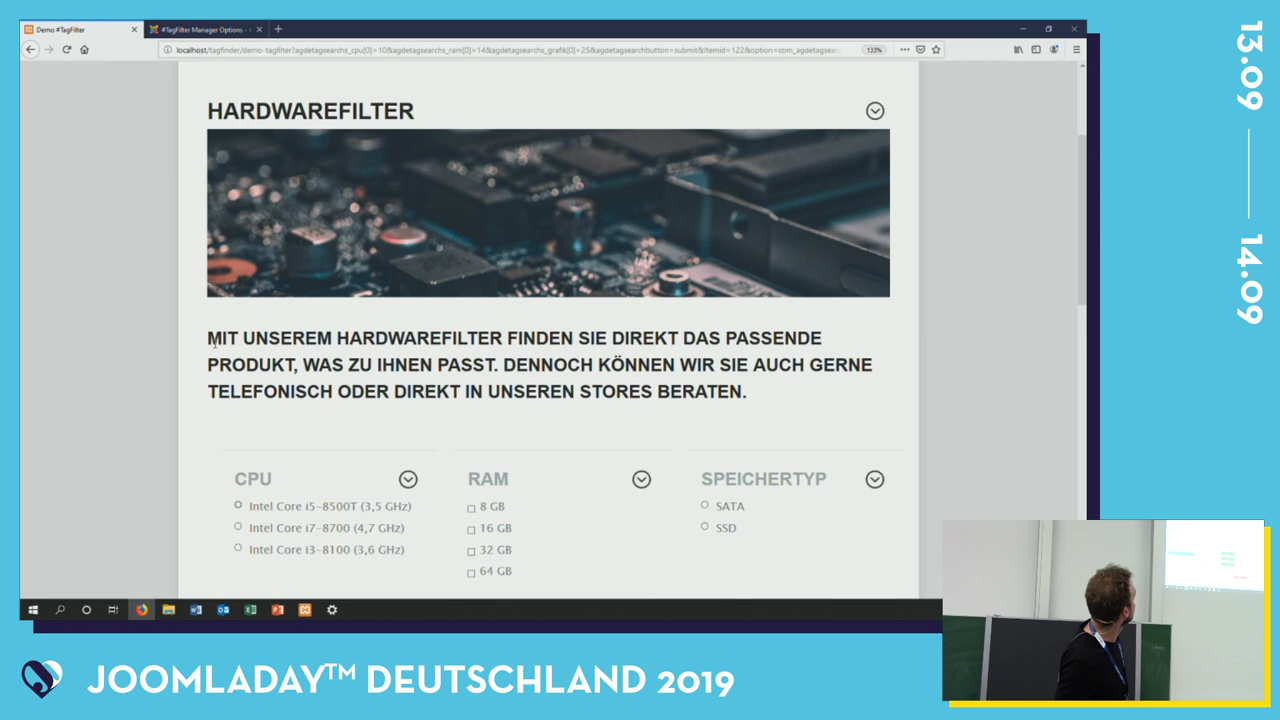 Demo #TagFilter
#TagFilter Manager Options -
localhost/tagfinder/demo-tagfilter?agdetagsearchs_cpu[0]=10&agdetagsearchs_ram[0]=14&agdetagsearchs_grafik[0]=25&agdetagsearchbutton=submit&Itemid=122&option=com_agdetagsear
133%
HARDWAREFILTER
MIT UNSEREM HARDWAREFILTER FINDEN SIE DIREKT DAS PASSENDE
PRODUKT, WAS ZU IHNEN PASST. DENNOCH KÖNNEN WIR SIE AUCH GERNE
TELEFONISCH ODER DIREKT IN UNSEREN STORES BERATEN.
CPU
Intel Core i5-8500T (3,5 GHz)
Intel Core i7-8700 (4,7 GHz)
Intel Core i3-8100 (3,6 GHz)
RAM
8 GB
16 GB
32 GB
64 GB
SPEICHERTYP
SATA
SSD
13.09
14.09
JOOMLADAY™ DEUTSCHLAND 2019